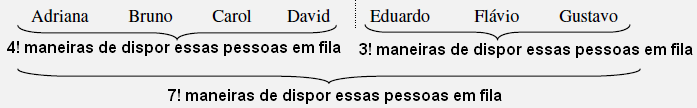 Adriana Bruno Carol David Eduardo Flávio Gustavo
4! maneiras de dispor essas pessoas em fila 3! maneiras de dispor essas pessoas em fila
7! maneiras de dispor essas pessoas em fila